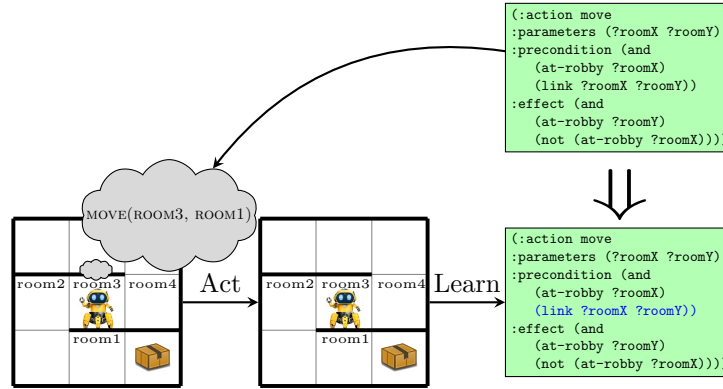 (:action move
:parameters (?roomX ?roomY)
:precondition (and
(at-robby ?roomX)
(link ?roomX ?roomY))
:effect (and
(at-robby ?roomY)
(not (at-robby ?roomX))))
MOVE(ROOM3, ROOM1)
room2 room3 room4
room1
Act
room2 room3 room4
room1
Learn
(:action move
:parameters (?roomX ?roomY)
:precondition (and
(at-robby ?roomX)
(link ?roomX ?roomY))
:effect (and
(at-robby ?roomY)
(not (at-robby ?roomX))))